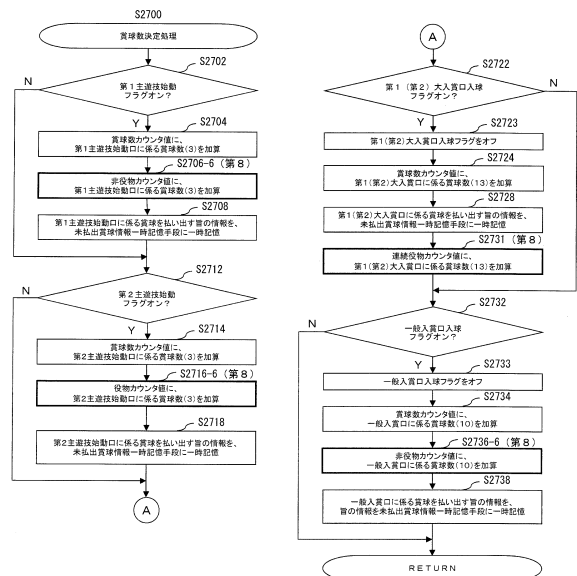 S2700
賞球数決定処理
S2702
第1主遊技始動
フラグオン？
N
Y
S2704
賞球数カウンタ値に、
第1主遊技始動口に係る賞球数(3)を加算
S2706-6 (第8)
非役物カウンタ値に、
第1主遊技始動口に係る賞球数(3)を加算
S2708
第1主遊技始動口に係る賞球を払い出す旨の情報を、
未払出賞球情報一時記憶手段に一時記憶
S2712
第2主遊技始動
フラグオン？
N
Y
S2714
賞球数カウンタ値に、
第2主遊技始動口に係る賞球数(3)を加算
S2716-6 (第8)
役物カウンタ値に、
第2主遊技始動口に係る賞球数(3)を加算
S2718
第2主遊技始動口に係る賞球を払い出す旨の情報を、
未払出賞球情報一時記憶手段に一時記憶
A
A
S2722
第1 (第2) 大入賞口入球
フラグオン？
N
Y
S2723
第1(第2)大入賞口入球フラグをオフ
S2724
賞球数カウンタ値に、
第1(第2)大入賞口に係る賞球数(13)を加算
S2728
第1(第2)大入賞口に係る賞球を払い出す旨の情報を、
未払出賞球情報一時記憶手段に一時記憶
S2731 (第8)
連続役物カウンタ値に、
第1(第2)大入賞口に係る賞球数(13)を加算
S2732
一般入賞口入球
フラグオン？
N
Y
S2733
一般入賞口入球フラグをオフ
S2734
賞球数カウンタ値に、
一般入賞口に係る賞球数(10)を加算
S2736-6 (第8)
非役物カウンタ値に、
一般入賞口に係る賞球数(10)を加算
S2738
一般入賞口に係る賞球を払い出す旨の情報を、
旨の情報を未払出賞球情報一時記憶手段に一時記憶
RETURN